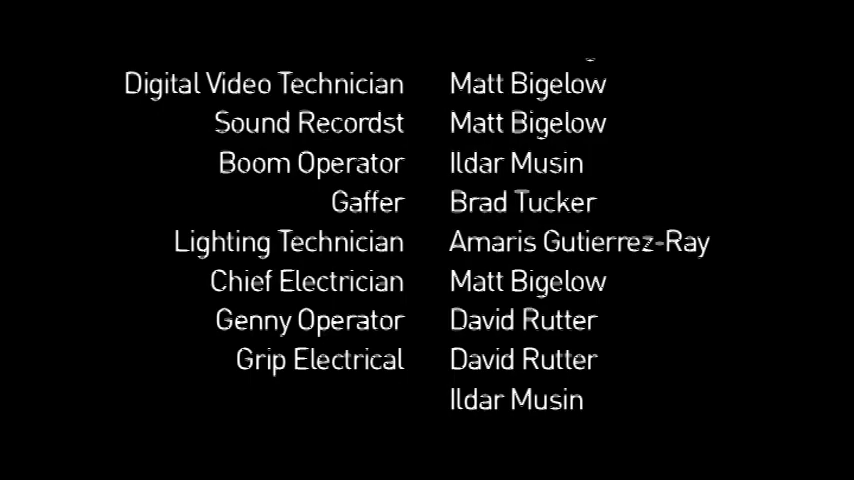 Digital Video Technician Matt Bigelow
Sound Recordst Matt Bigelow
Boom Operator Ildar Musin
Gaffer Brad Tucker
Lighting Technician Amaris Gutierrez-Ray
Chief Electrician Matt Bigelow
Genny Operator David Rutter
Grip Electrical David Rutter
Ildar Musin